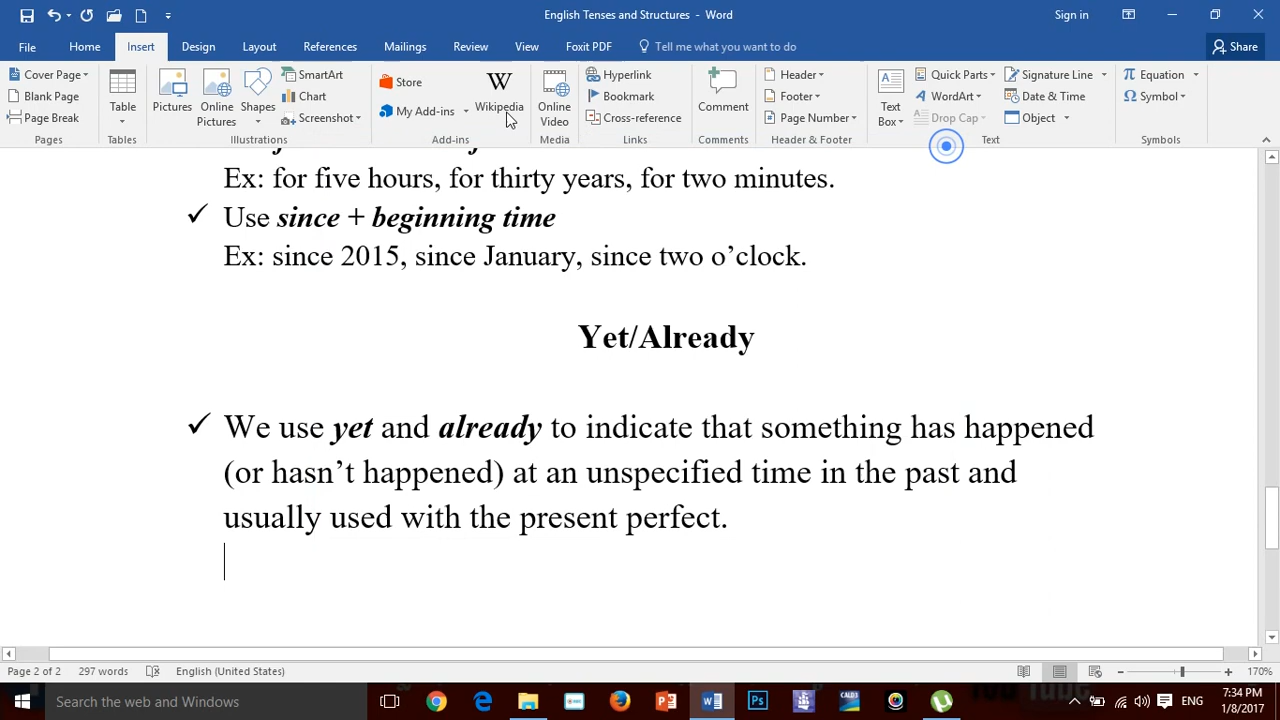 English Tenses and Structures - Word
Sign in
File Home Insert Design Layout References Mailings Review View Foxit PDF Tell me what you want to do Share
Cover Page
Blank Page
Page Break
Pages
Table
Tables
Pictures
Online Pictures
Shapes
SmartArt
Chart
Screenshot
Illustrations
Store
My Add-ins
W
Wikipedia
Add-ins
Online Video
Media
Hyperlink
Bookmark
Cross-reference
Links
Comment
Comments
Header
Footer
Page Number
# 
Header & Footer
Text Box
Quick Parts
WordArt
Drop Cap
Signature Line
Date & Time
Object
Text
Equation
Symbol
Symbols
Ex: for five hours, for thirty years, for two minutes.
✓ Use since + beginning time
Ex: since 2015, since January, since two o’clock.
Yet/Already
✓ We use yet and already to indicate that something has happened
(or hasn’t happened) at an unspecified time in the past and
usually used with the present perfect.
Page 2 of 2 297 words English (United States) 170%
Search the web and Windows
CALD3
ENG
7:34 PM
1/8/2017